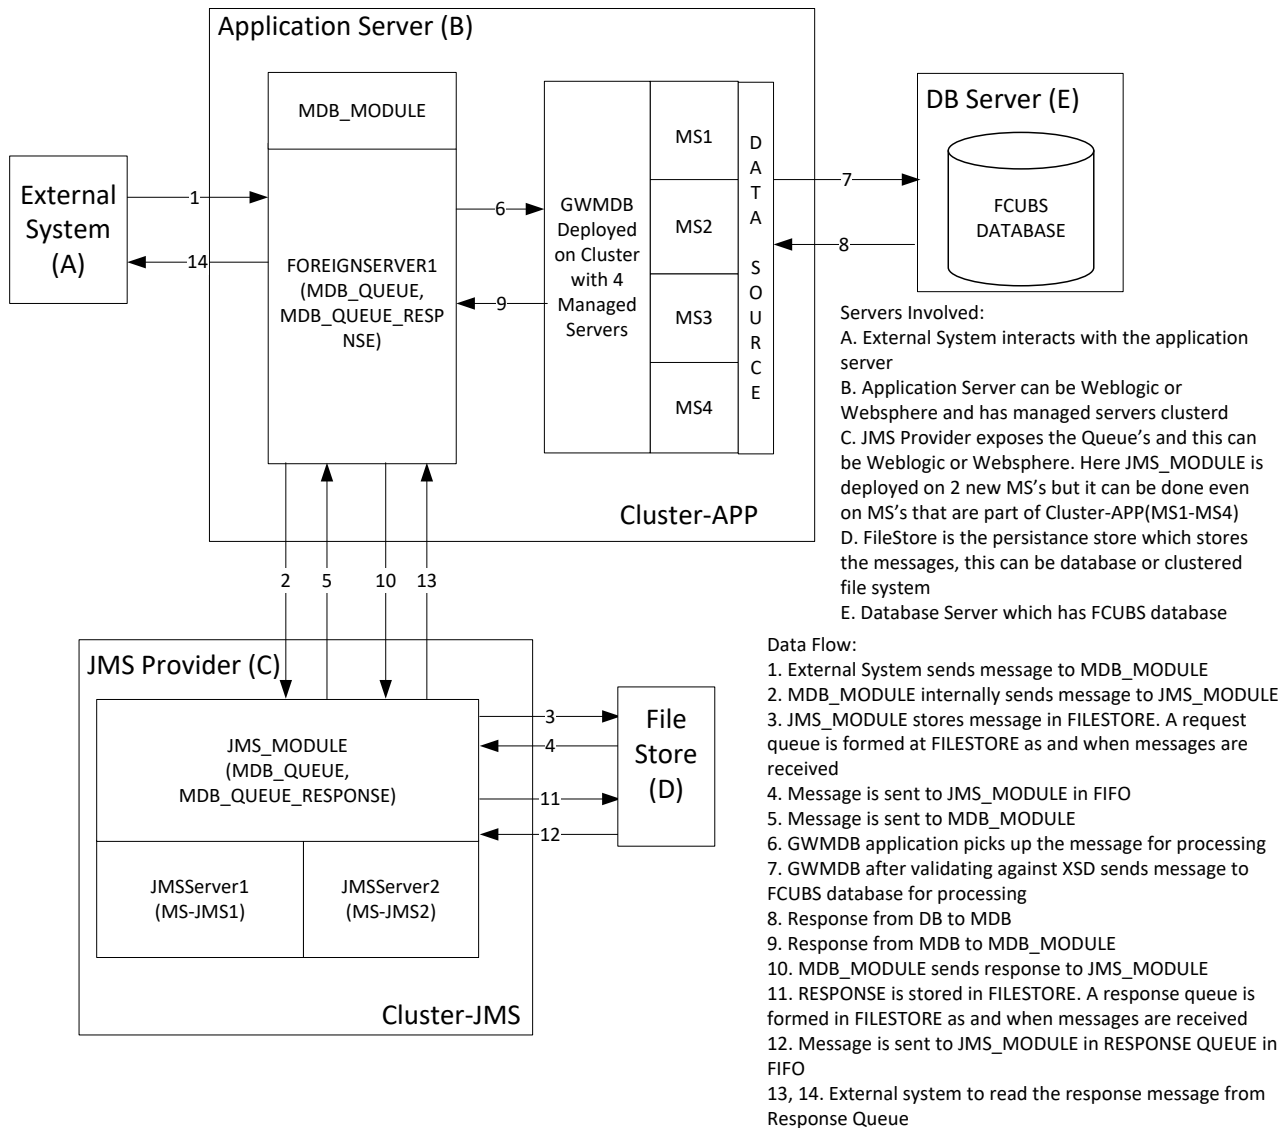 Application Server (B)
MDB_MODULE
FOREIGNSERVER1
(MDB_QUEUE,
MDB_QUEUE_RESP
NSE)
External
System
(A)
1
14
6
9
GWMDB
Deployed
on Cluster
with 4
Managed
Servers
MS1
MS2
MS3
MS4
D
A
T
A
S
O
U
R
C
E
7
8
DB Server (E)
FCUBS
DATABASE
Cluster-APP
2
5
10
13
JMS Provider (C)
JMS_MODULE
(MDB_QUEUE,
MDB_QUEUE_RESPONSE)
JMSServer1
(MS-JMS1)
JMSServer2
(MS-JMS2)
Cluster-JMS
3
4
11
12
File
Store
(D)
Servers Involved:
A. External System interacts with the application
server
B. Application Server can be Weblogic or
Websphere and has managed servers clusterd
C. JMS Provider exposes the Queue’s and this can
be Weblogic or Websphere. Here JMS_MODULE is
deployed on 2 new MS’s but it can be done even
on MS’s that are part of Cluster-APP(MS1-MS4)
D. FileStore is the persistance store which stores
the messages, this can be database or clustered
file system
E. Database Server which has FCUBS database
Data Flow:
1. External System sends message to MDB_MODULE
2. MDB_MODULE internally sends message to JMS_MODULE
3. JMS_MODULE stores message in FILESTORE. A request
queue is formed at FILESTORE as and when messages are
received
4. Message is sent to JMS_MODULE in FIFO
5. Message is sent to MDB_MODULE
6. GWMDB application picks up the message for processing
7. GWMDB after validating against XSD sends message to
FCUBS database for processing
8. Response from DB to MDB
9. Response from MDB to MDB_MODULE
10. MDB_MODULE sends response to JMS_MODULE
11. RESPONSE is stored in FILESTORE. A response queue is
formed in FILESTORE as and when messages are received
12. Message is sent to JMS_MODULE in RESPONSE QUEUE in
FIFO
13, 14. External system to read the response message from
Response Queue